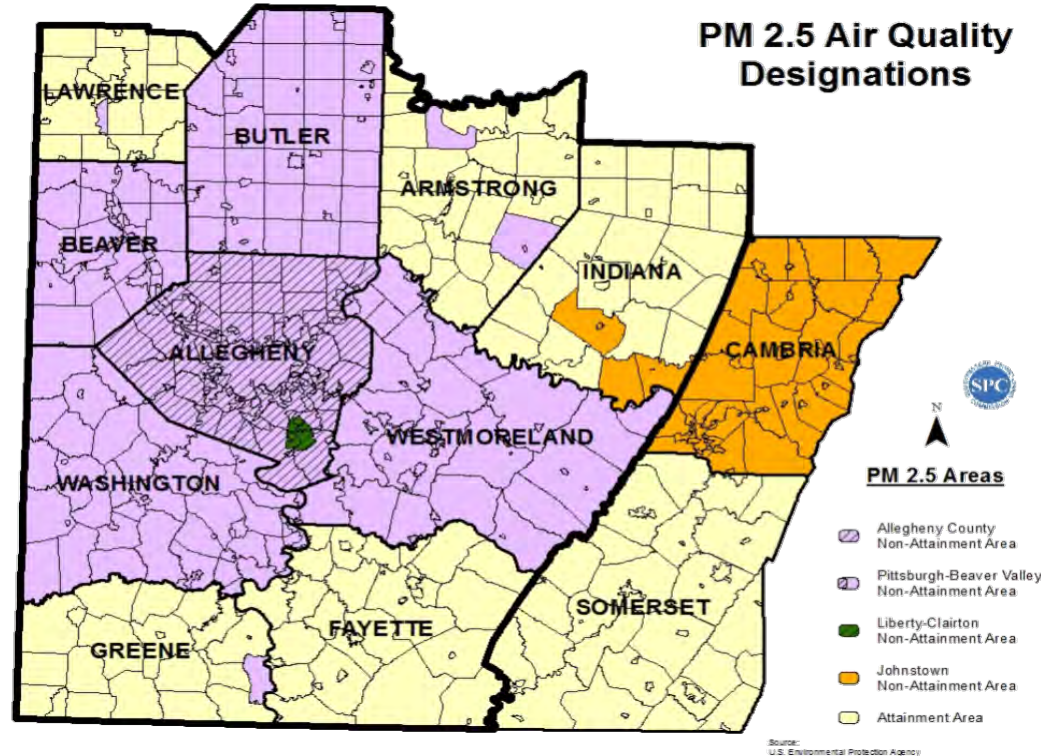 PM 2.5 Air Quality
Designations
LAWRENCE
BUTLER
ARMSTRONG
BEAVER
INDIANA
ALLEGHENY
CAMBRIA
WESTMORELAND
WASHINGTON
SOMERSET
FAYETTE
GREENE
SPC
N
PM 2.5 Areas
Allegheny County
Non-Attainment Area
Pittsburgh-Beaver Valley
Non-Attainment Area
Liberty-Clairton
Non-Attainment Area
Johnstown
Non-Attainment Area
Attainment Area
Source:
U.S. Environmental Protection Agency